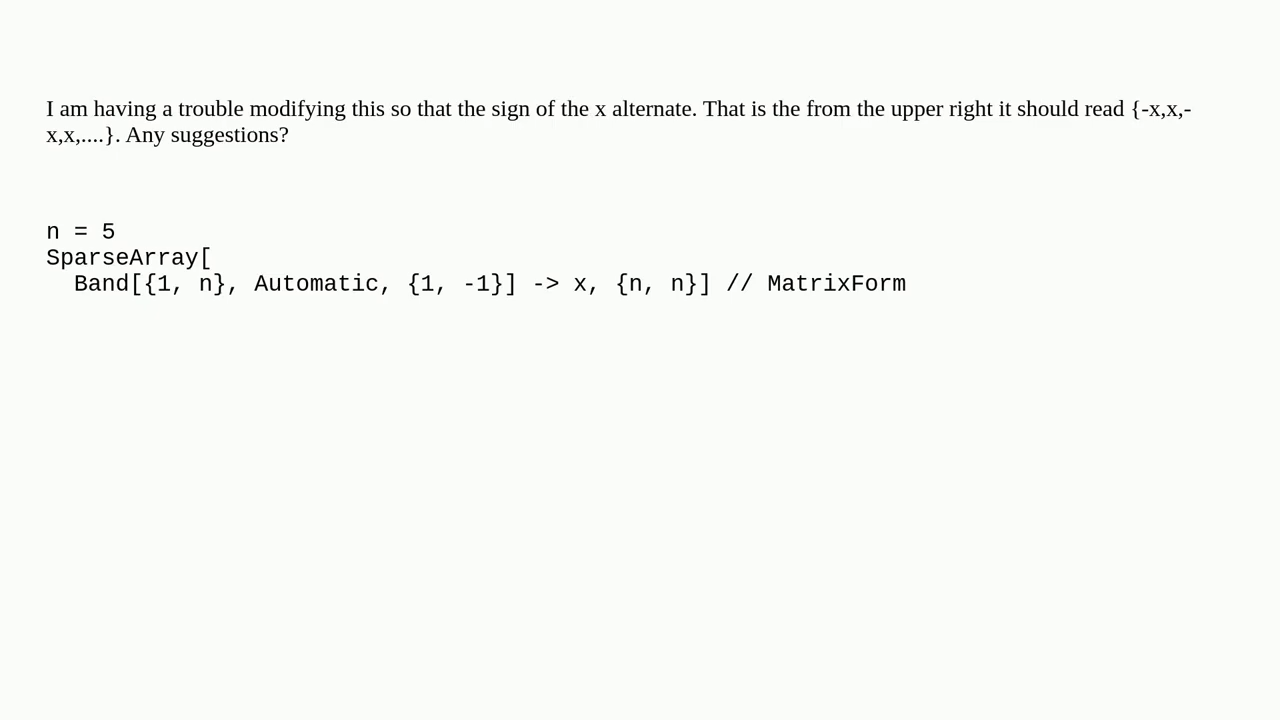 I am having a trouble modifying this so that the sign of the x alternate. That is the from the upper right it should read {-x,x,-
x,x,....}. Any suggestions?
n = 5
SparseArray[
  Band[{1, n}, Automatic, {1, -1}] -> x, {n, n}] // MatrixForm